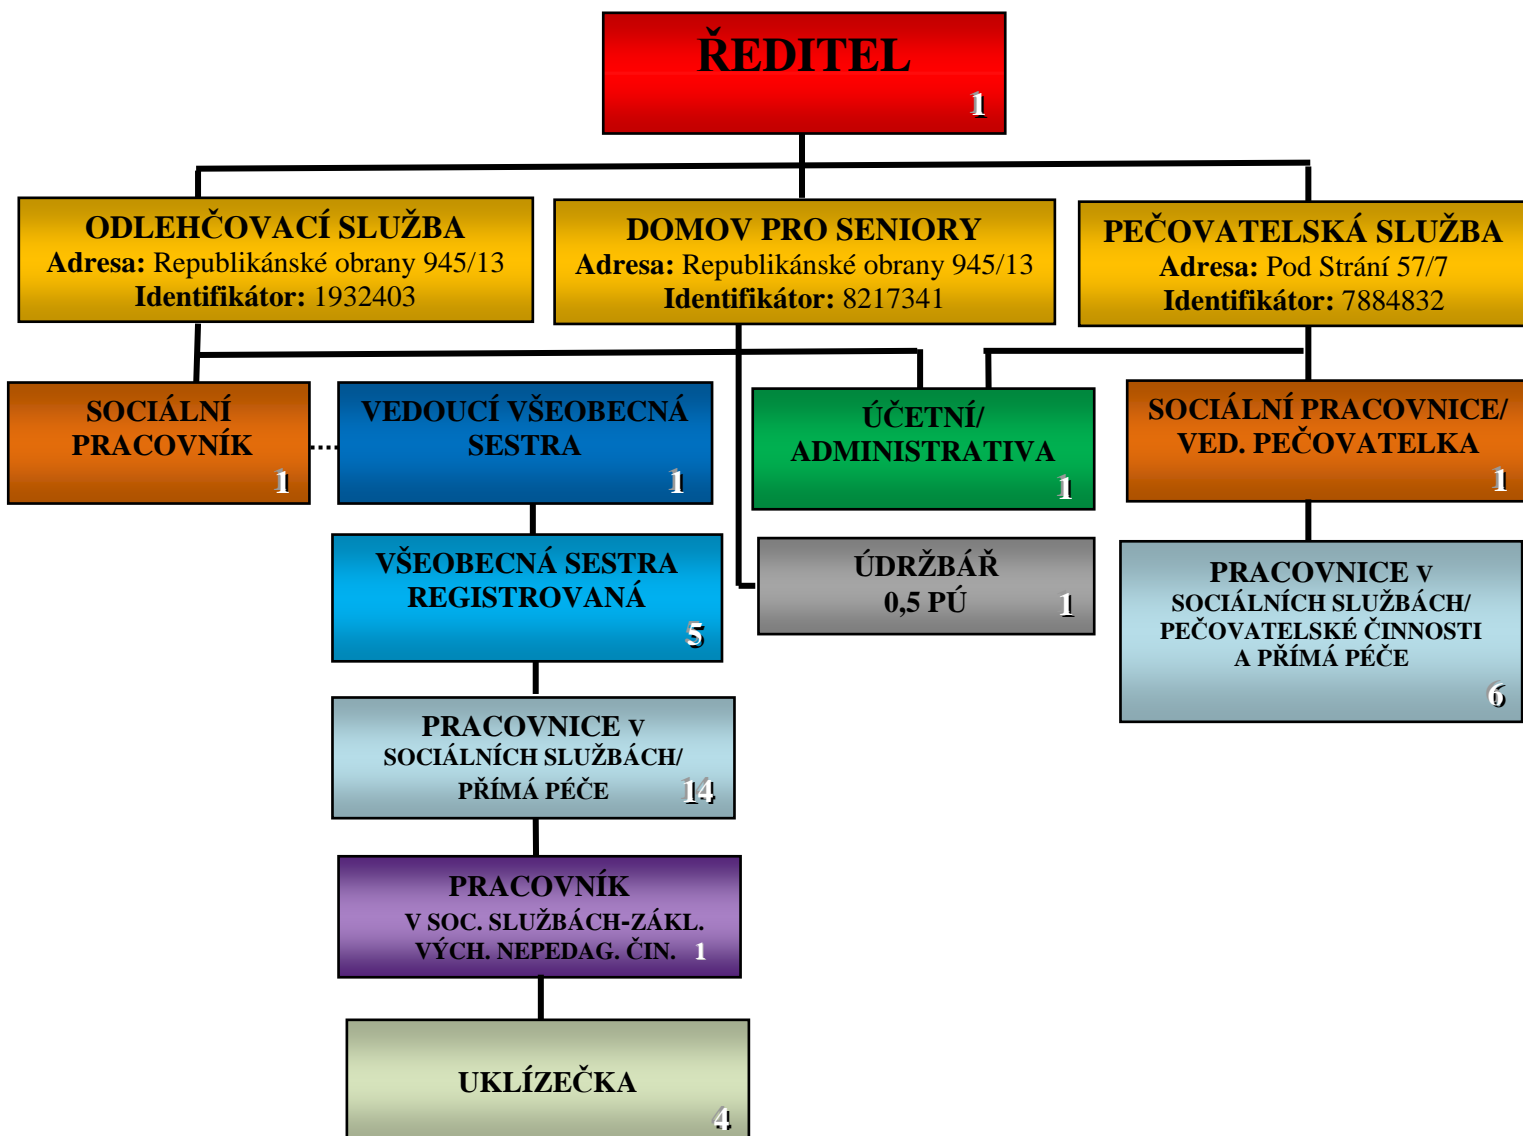 ŘEDITEL
1
ODLEHČOVACÍ SLUŽBA
Adresa: Republikánské obrany 945/13
Identifikátor: 1932403
DOMOV PRO SENIORY
Adresa: Republikánské obrany 945/13
Identifikátor: 8217341
PEČOVATELSKÁ SLUŽBA
Adresa: Pod Strání 57/7
Identifikátor: 7884832
SOCIÁLNÍ
PRACOVNÍK
1
VEDOUCÍ VŠEOBECNÁ
SESTRA
1
ÚČETNÍ/
ADMINISTRATIVA
1
SOCIÁLNÍ PRACOVNICE/
VED. PEČOVATELKA
1
VŠEOBECNÁ SESTRA
REGISTROVANÁ
5
ÚDRŽBÁŘ
0,5 PÚ
1
PRACOVNICE V
SOCIÁLNÍCH SLUŽBÁCH/
PEČOVATELSKÉ ČINNOSTI
A PŘÍMÁ PÉČE
6
PRACOVNICE V
SOCIÁLNÍCH SLUŽBÁCH/
PŘÍMÁ PÉČE 14
PRACOVNÍK
V SOC. SLUŽBÁCH-ZÁKL.
VÝCH. NEPEDAG. ČIN. 1
UKLÍZEČKA
4